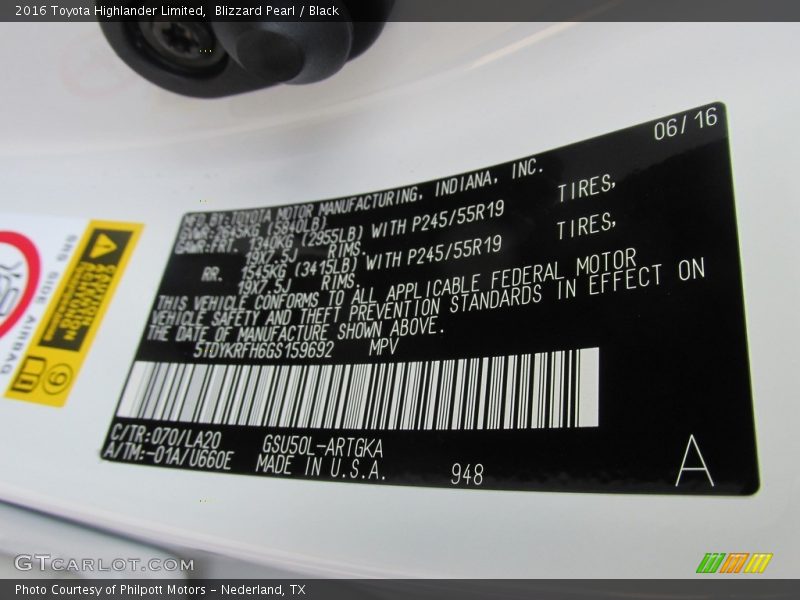 2016 Toyota Highlander Limited, Blizzard Pearl / Black
06/16
MFD BY: TOYOTA MOTOR MANUFACTURING, INDIANA, INC.
GVWR: 2645KG (5840LB)
GAWR: FRT. 1340KG (2955LB) WITH P245/55R19 TIRES,
19X7.5J RIMS.
RR. 1545KG (3415LB) WITH P245/55R19 TIRES,
19X7.5J RIMS.
THIS VEHICLE CONFORMS TO ALL APPLICABLE FEDERAL MOTOR
VEHICLE SAFETY AND THEFT PREVENTION STANDARDS IN EFFECT ON
THE DATE OF MANUFACTURE SHOWN ABOVE.
5TDYKRFH6GS159692 MPV
C/TR:070/LA20 GSU50L-ARTGKA
A/TM:-01A/U660E MADE IN U.S.A. 948
A
SRS SIDE AIRBAG
GTCARLOT.COM
Photo Courtesy of Philpott Motors - Nederland, TX